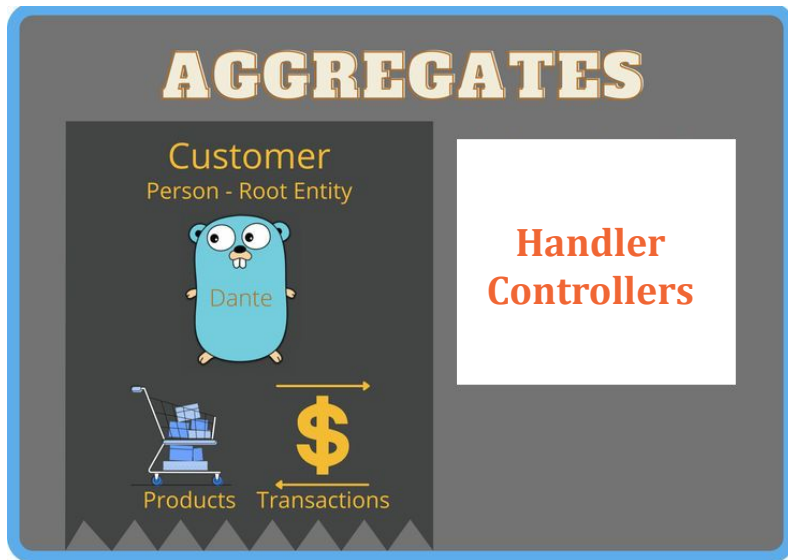 AGGREGATES
Customer
Person - Root Entity
Dante
Products
Transactions
Handler
Controllers